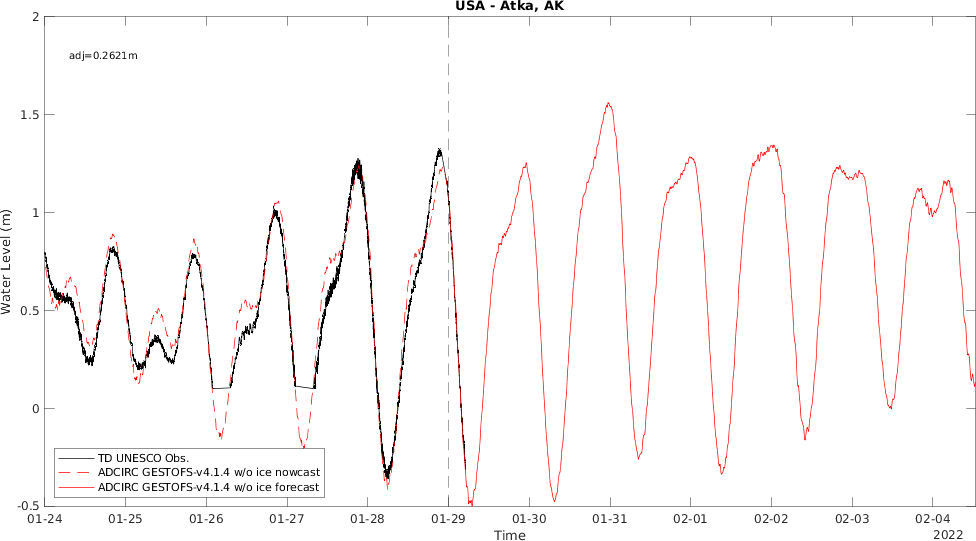 USA - Atka, AK
2
adj=0.2621m
1.5
1
0.5
0
-0.5
Water Level (m)
TD UNESCO Obs.
ADCIRC GESTOFS-v4.1.4 w/o ice nowcast
ADCIRC GESTOFS-v4.1.4 w/o ice forecast
01-24 01-25 01-26 01-27 01-28 01-29 01-30 01-31 02-01 02-02 02-03 02-04
Time
2022